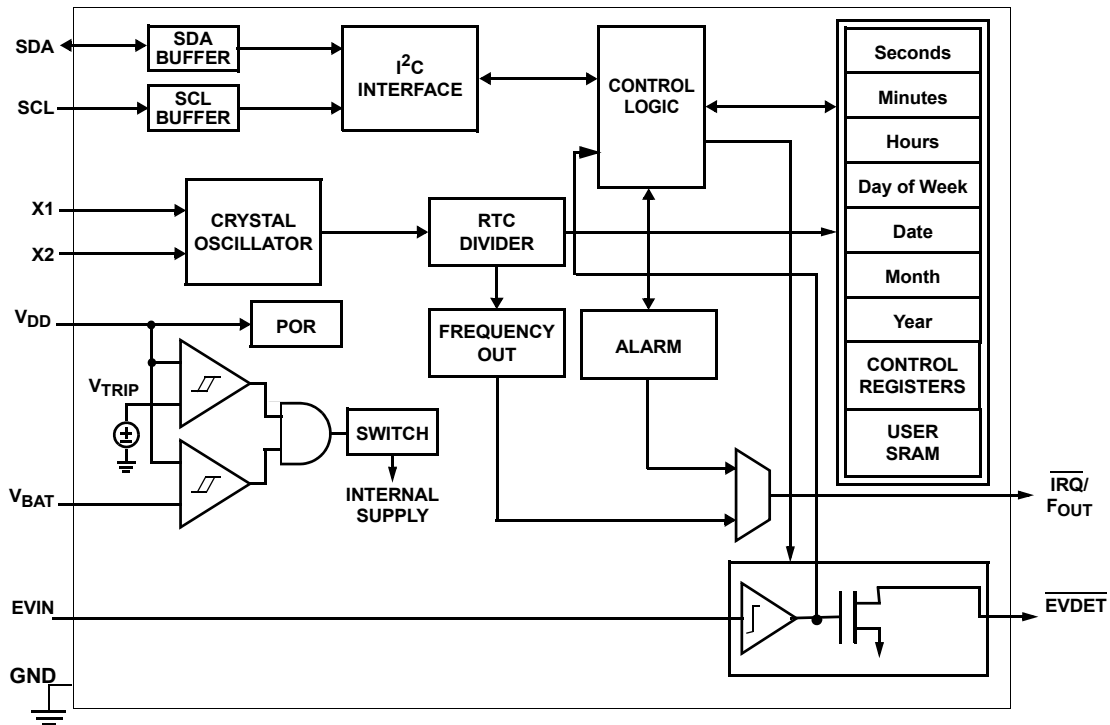 SDA
SDA
BUFFER
SCL
SCL
BUFFER
I2C
INTERFACE
CONTROL
LOGIC
Seconds
Minutes
Hours
Day of Week
Date
Month
Year
CONTROL
REGISTERS
USER
SRAM
X1
X2
CRYSTAL
OSCILLATOR
RTC
DIVIDER
FREQUENCY
OUT
ALARM
VDD
POR
VTRIP
SWITCH
INTERNAL
SUPPLY
VBAT
IRQ/
FOUT
EVIN
EVDET
GND